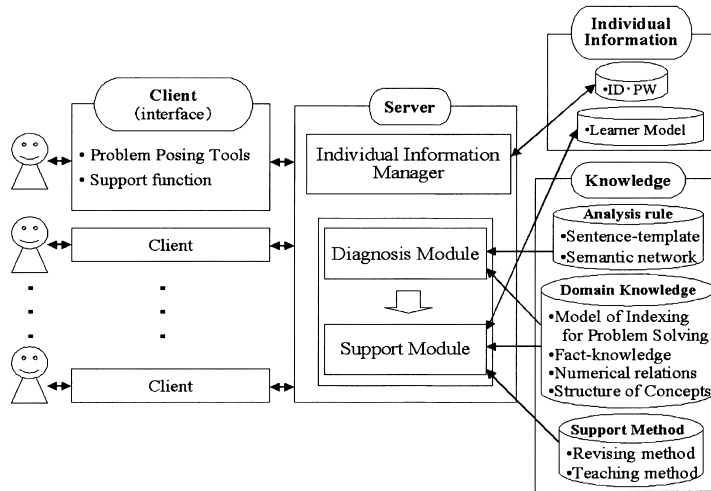 Client
(interface)
• Problem Posing Tools
• Support function
Client
Client
Server
Individual Information
Manager
Diagnosis Module
Support Module
Individual
Information
•ID・PW
•Learner Model
Knowledge
Analysis rule
•Sentence-template
•Semantic network
Domain Knowledge
•Model of Indexing
for Problem Solving
•Fact-knowledge
•Numerical relations
•Structure of Concepts
Support Method
•Revising method
•Teaching method